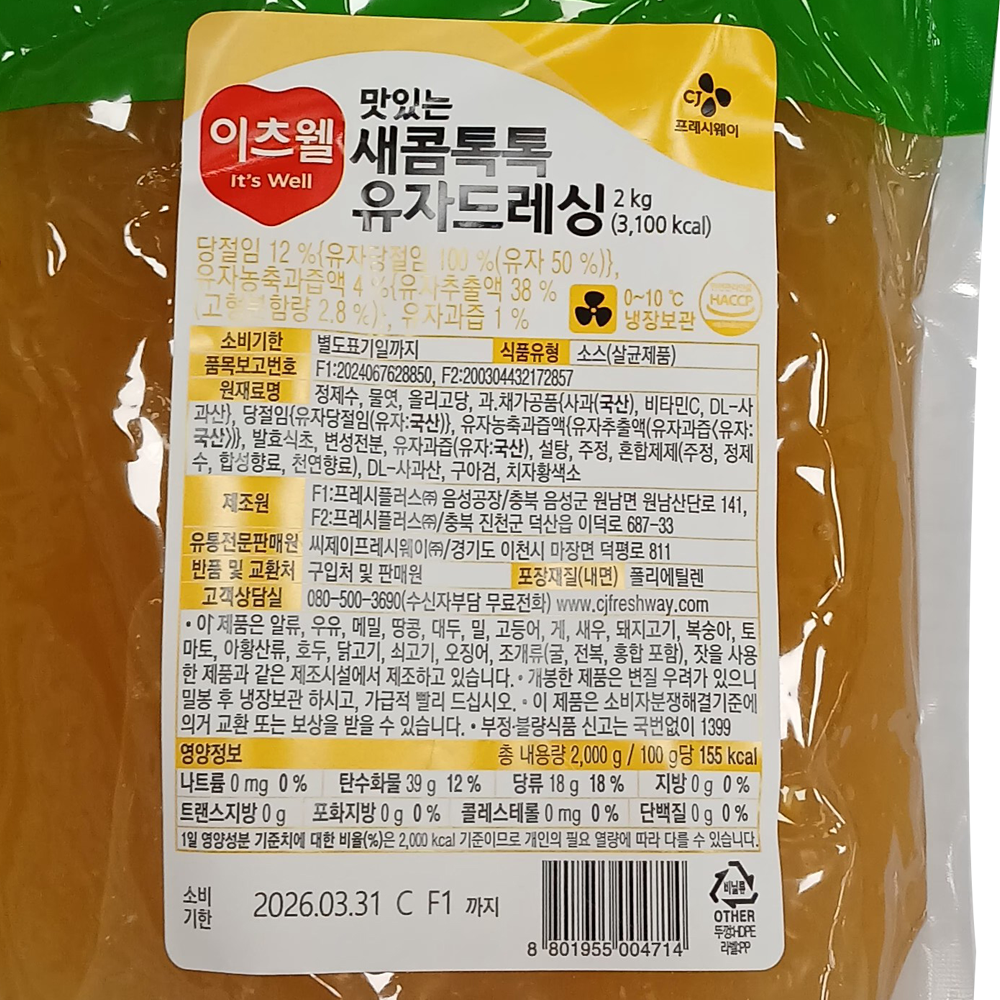 이츠웰
It's Well
맛있는
새콤톡톡
유자드레싱 2 kg
(3,100 kcal)
CJ
프레시웨이
당절임 12 %{유자당절임 100 %(유자 50 %)},
유자농축과즙액 4 %{유자추출액 38 %
(고형분 함량 2.8 %)}, 유자과즙 1 %
0~10 ℃
냉장보관
HACCP
소비기한 별도표기일까지 식품유형 소스(살균제품)
품목보고번호 F1:2024067628850, F2:200304432172857
원재료명 정제수, 물엿, 올리고당, 과.채가공품{사과(국산), 비타민C, DL-사
과산}, 당절임{유자당절임(유자:국산)}, 유자농축과즙액{유자추출액(유자과즙〈유자:
국산〉)}, 발효식초, 변성전분, 유자과즙(유자:국산), 설탕, 주정, 혼합제제(주정, 정제
수, 합성향료, 천연향료), DL-사과산, 구아검, 치자황색소
제조원 F1:프레시플러스㈜ 음성공장/충북 음성군 원남면 원남산단로 141,
F2:프레시플러스㈜/충북 진천군 덕산읍 이덕로 687-33
유통전문판매원 씨제이프레시웨이㈜/경기도 이천시 마장면 덕평로 811
반품 및 교환처 구입처 및 판매원 포장재질(내면) 폴리에틸렌
고객상담실 080-500-3690(수신자부담 무료전화) www.cjfreshway.com
• 이 제품은 알류, 우유, 메밀, 땅콩, 대두, 밀, 고등어, 게, 새우, 돼지고기, 복숭아, 토
마토, 아황산류, 호두, 닭고기, 쇠고기, 오징어, 조개류(굴, 전복, 홍합 포함), 잣을 사용
한 제품과 같은 제조시설에서 제조하고 있습니다. • 개봉한 제품은 변질 우려가 있으니
밀봉 후 냉장보관 하시고, 가급적 빨리 드십시오. • 이 제품은 소비자분쟁해결기준에
의거 교환 또는 보상을 받을 수 있습니다. • 부정·불량식품 신고는 국번없이 1399
영양정보 총 내용량 2,000 g / 100 g당 155 kcal
나트륨 0 mg 0 % 탄수화물 39 g 12 % 당류 18 g 18 % 지방 0 g 0 %
트랜스지방 0 g 포화지방 0 g 0 % 콜레스테롤 0 mg 0 % 단백질 0 g 0 %
1일 영양성분 기준치에 대한 비율(%)은 2,000 kcal 기준이므로 개인의 필요 열량에 따라 다를 수 있습니다.
소비
기한
2026.03.31 C F1 까지
8 801955 004714
비닐류
OTHER
뚜껑:HDPE
라벨:PP